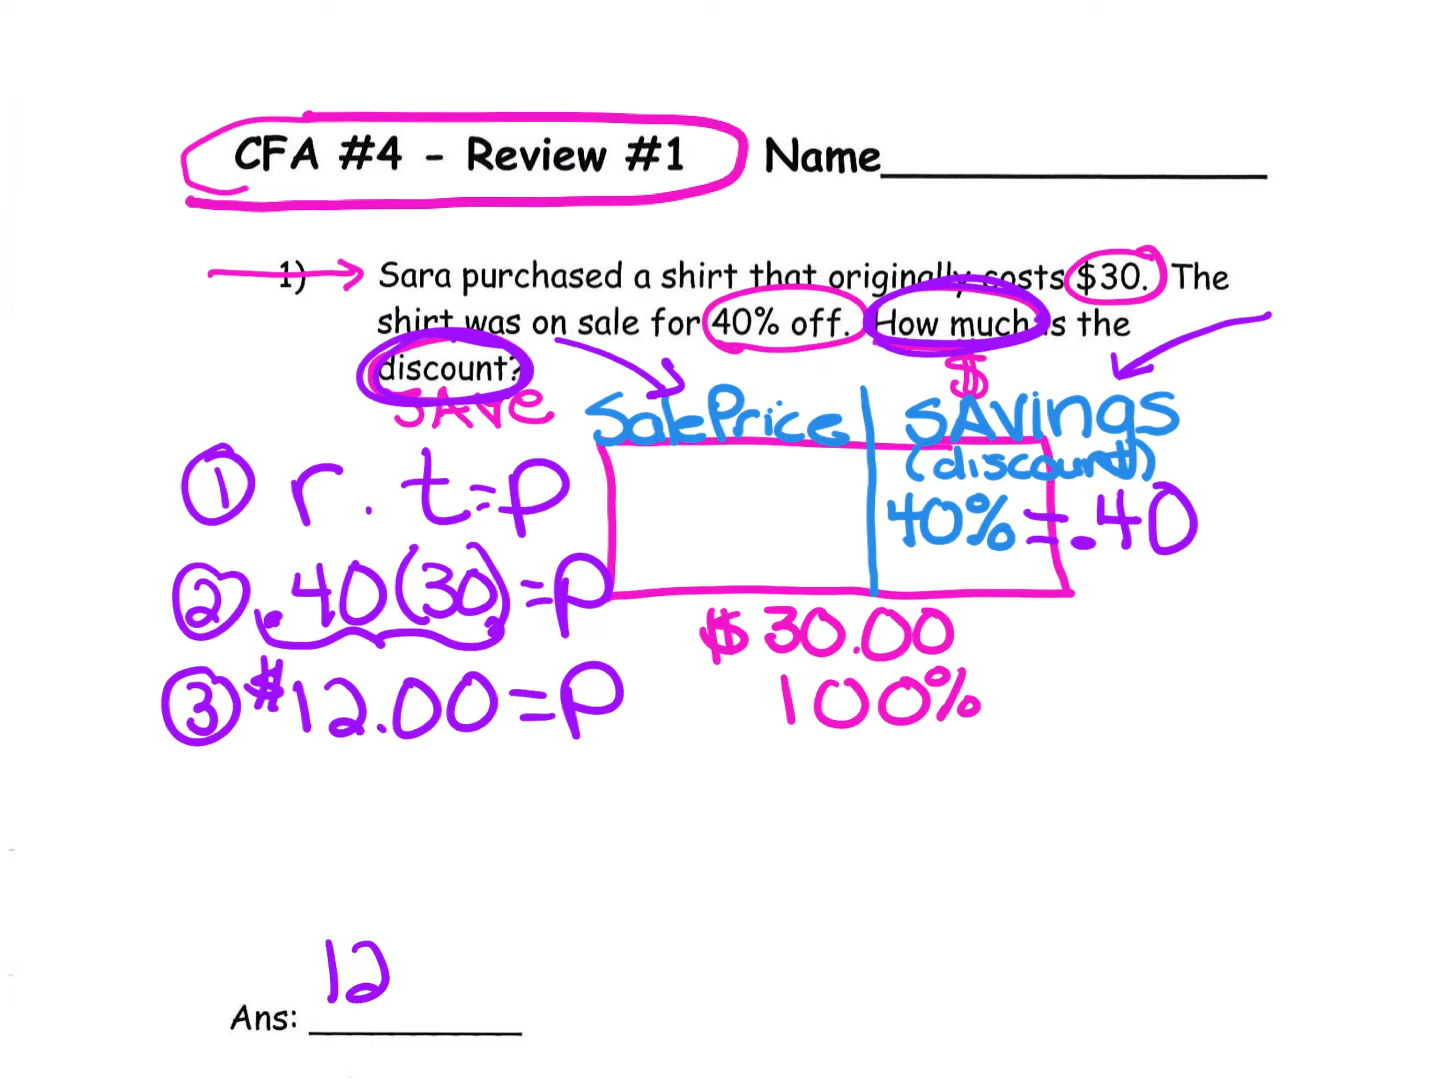 CFA #4 - Review #1 Name
1) Sara purchased a shirt that originally costs $30. The
shirt was on sale for 40% off. How much is the
discount?
$
SAVE
Sale Price
SAvings
(discount)
① r . t = p
40% = .40
② .40(30) = p
$30.00
③ $12.00 = p
100%
12
Ans: